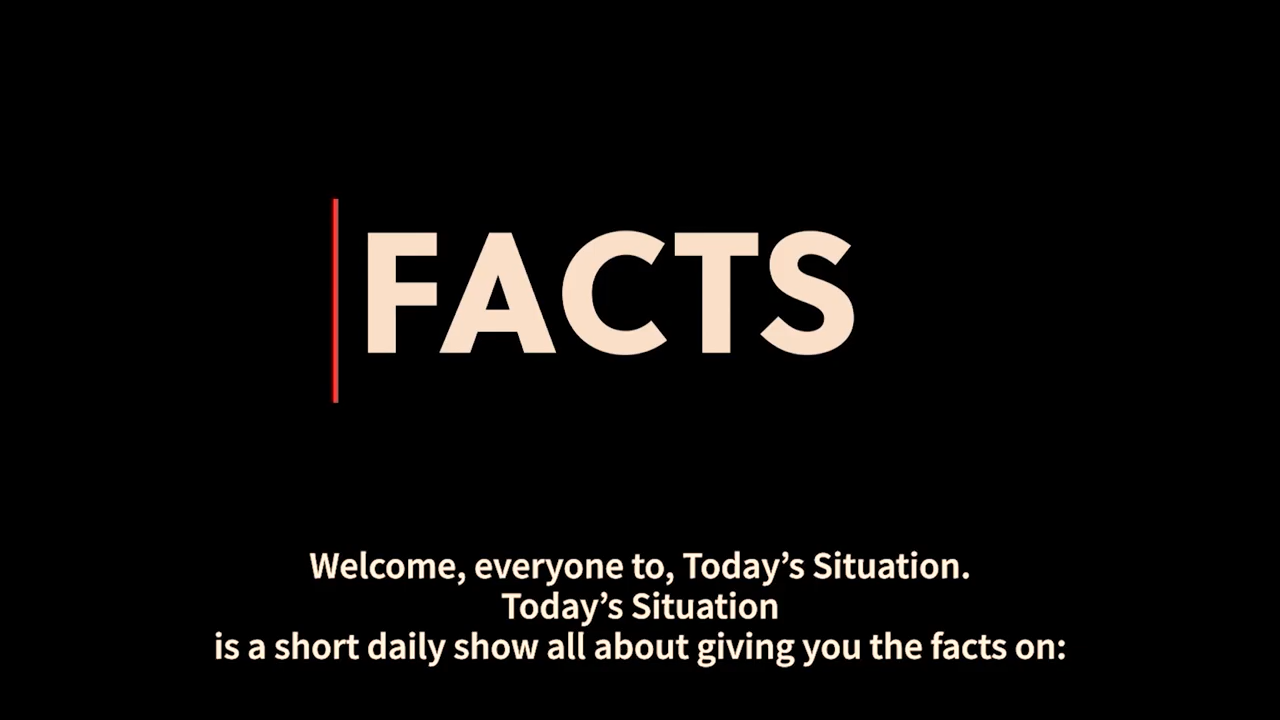 FACTS
Welcome, everyone to, Today’s Situation.
Today’s Situation
is a short daily show all about giving you the facts on: